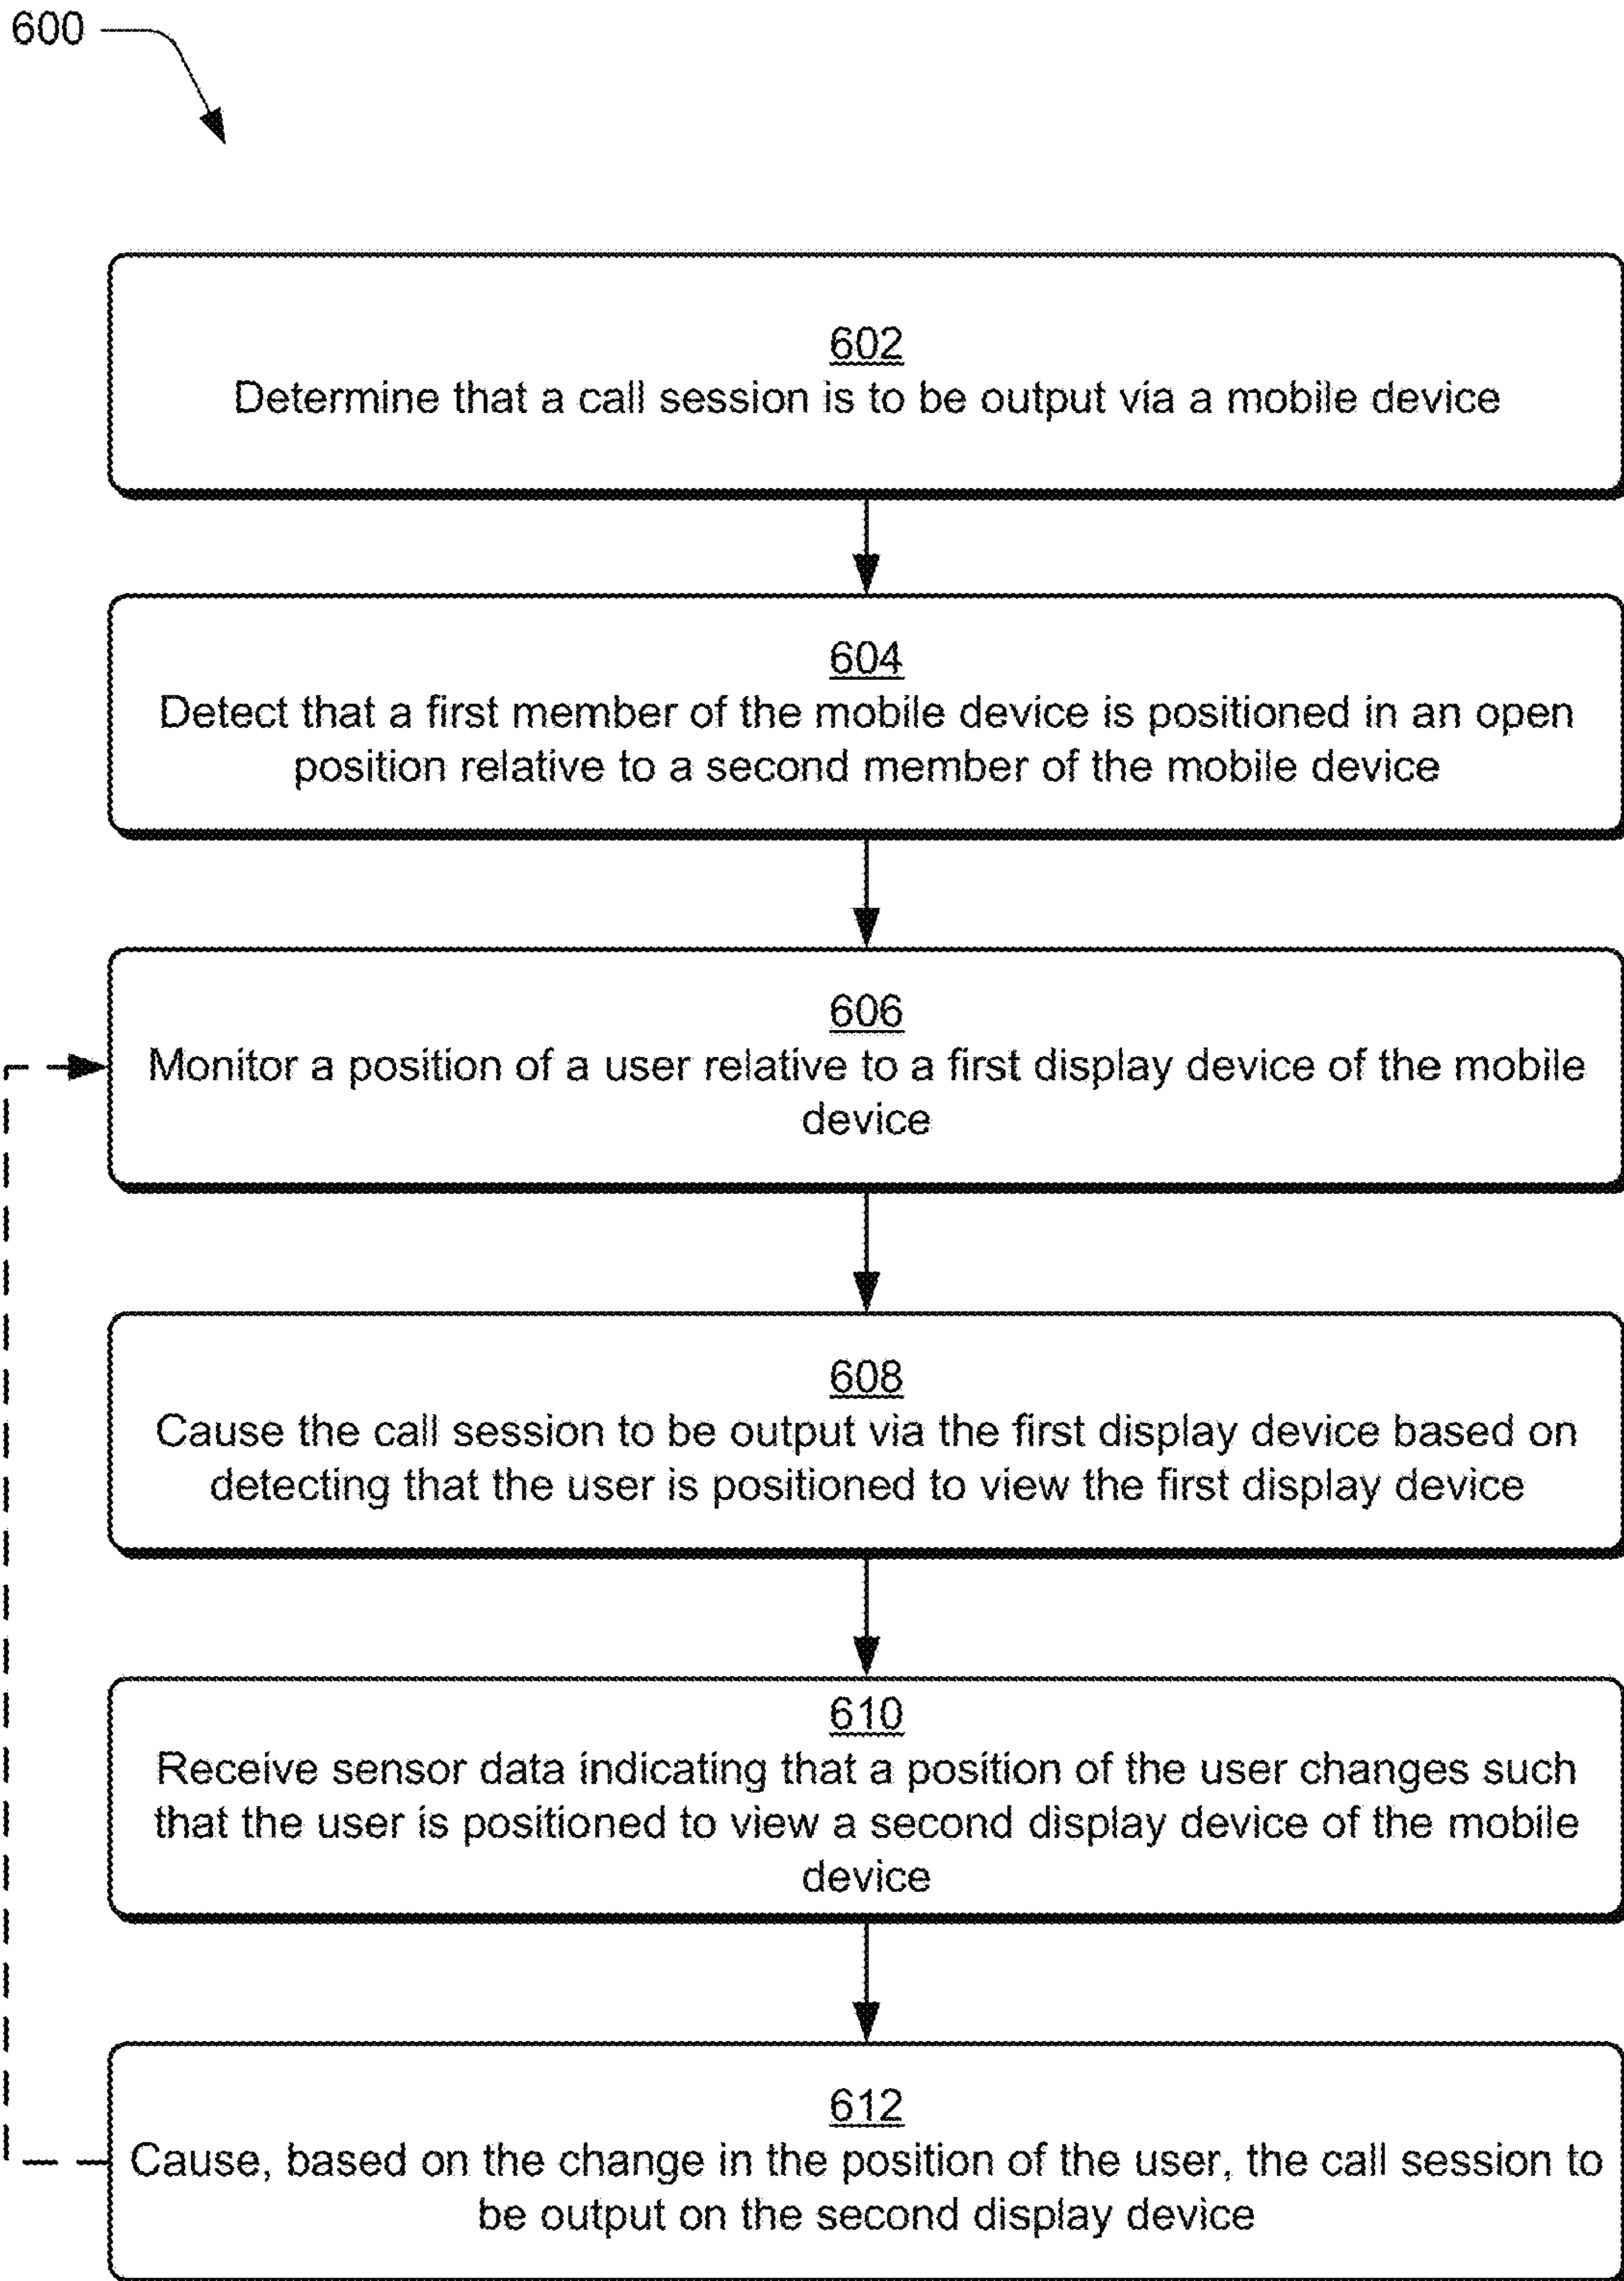 600
602
Determine that a call session is to be output via a mobile device
604
Detect that a first member of the mobile device is positioned in an open
position relative to a second member of the mobile device
606
Monitor a position of a user relative to a first display device of the mobile
device
608
Cause the call session to be output via the first display device based on
detecting that the user is positioned to view the first display device
610
Receive sensor data indicating that a position of the user changes such
that the user is positioned to view a second display device of the mobile
device
612
Cause, based on the change in the position of the user, the call session to
be output on the second display device